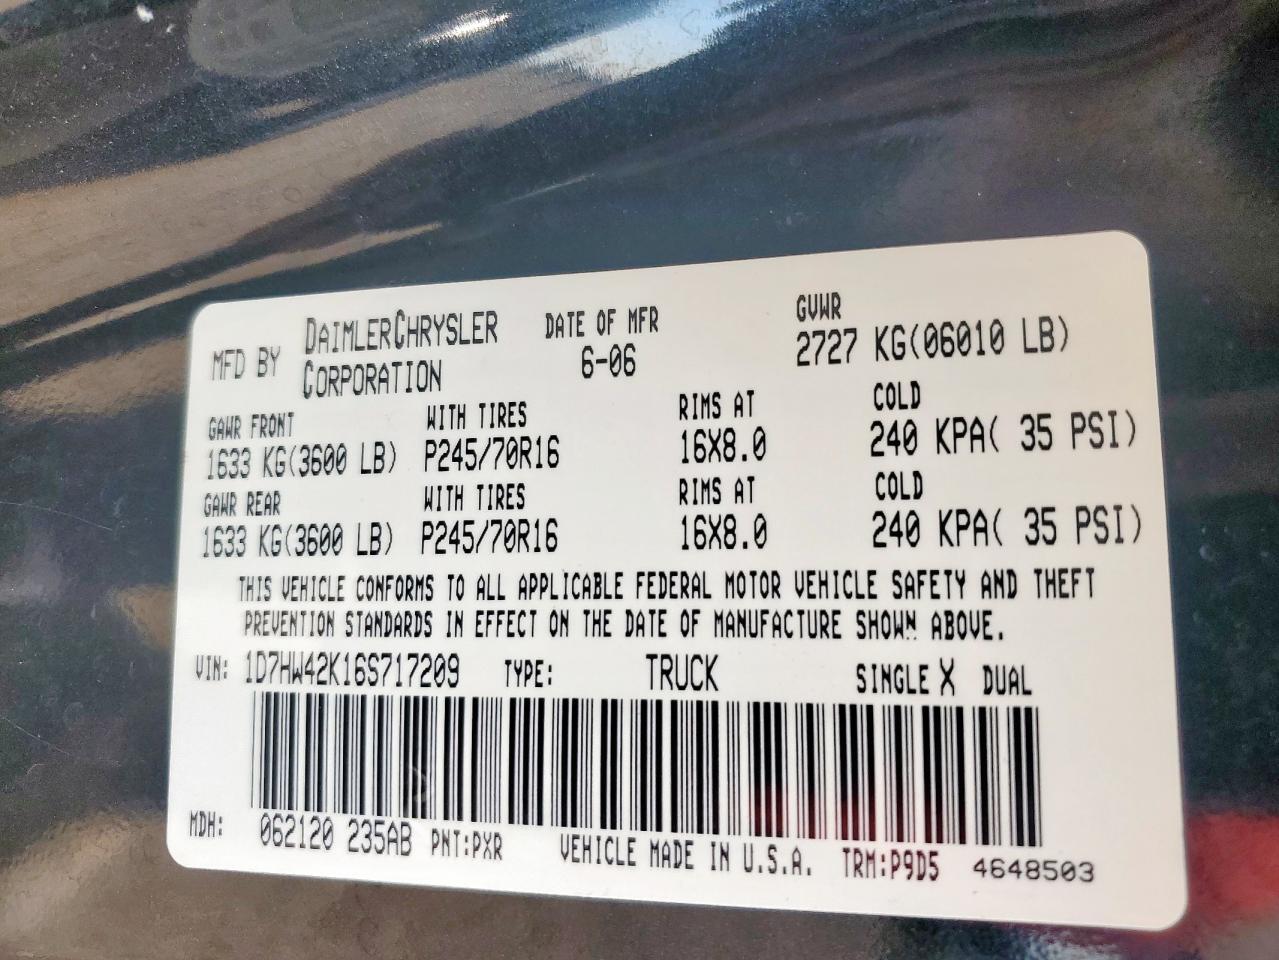 MFD BY DAIMLERCHRYSLER CORPORATION DATE OF MFR 6-06 GVWR 2727 KG(06010 LB)
GAWR FRONT WITH TIRES RIMS AT COLD
1633 KG(3600 LB) P245/70R16 16X8.0 240 KPA( 35 PSI)
GAWR REAR WITH TIRES RIMS AT COLD
1633 KG(3600 LB) P245/70R16 16X8.0 240 KPA( 35 PSI)
THIS VEHICLE CONFORMS TO ALL APPLICABLE FEDERAL MOTOR VEHICLE SAFETY AND THEFT
PREVENTION STANDARDS IN EFFECT ON THE DATE OF MANUFACTURE SHOWN ABOVE.
VIN: 1D7HW42K16S717209 TYPE: TRUCK SINGLE X DUAL
MDH: 062120 235AB PNT:PXR VEHICLE MADE IN U.S.A. TRM:P9D5 4648503